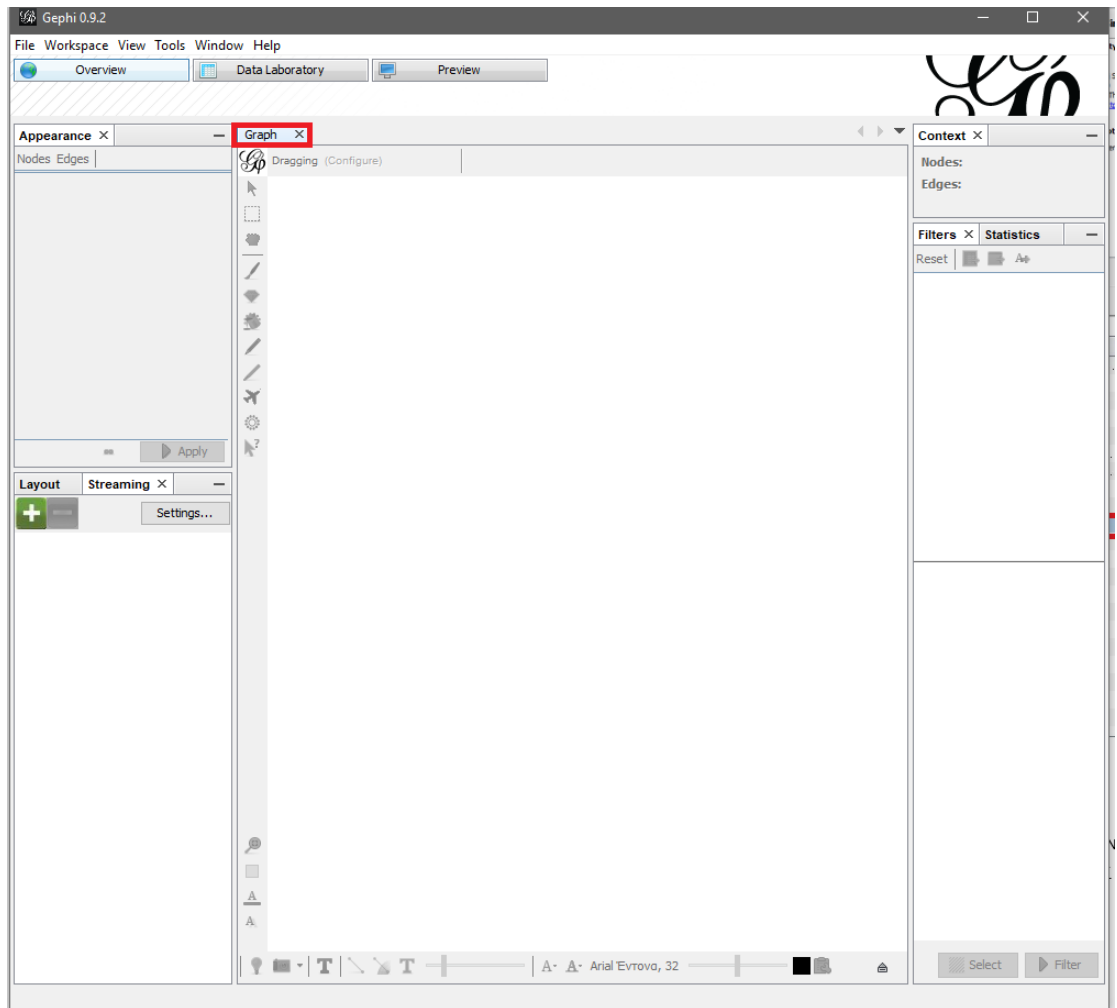 Gephi 0.9.2
File Workspace View Tools Window Help
Overview Data Laboratory Preview
Appearance
Nodes Edges
Apply
Layout Streaming
Settings...
Graph
Dragging (Configure)
A- A- Arial Έντονα, 32
Context
Nodes:
Edges:
Filters Statistics
Reset
Select Filter